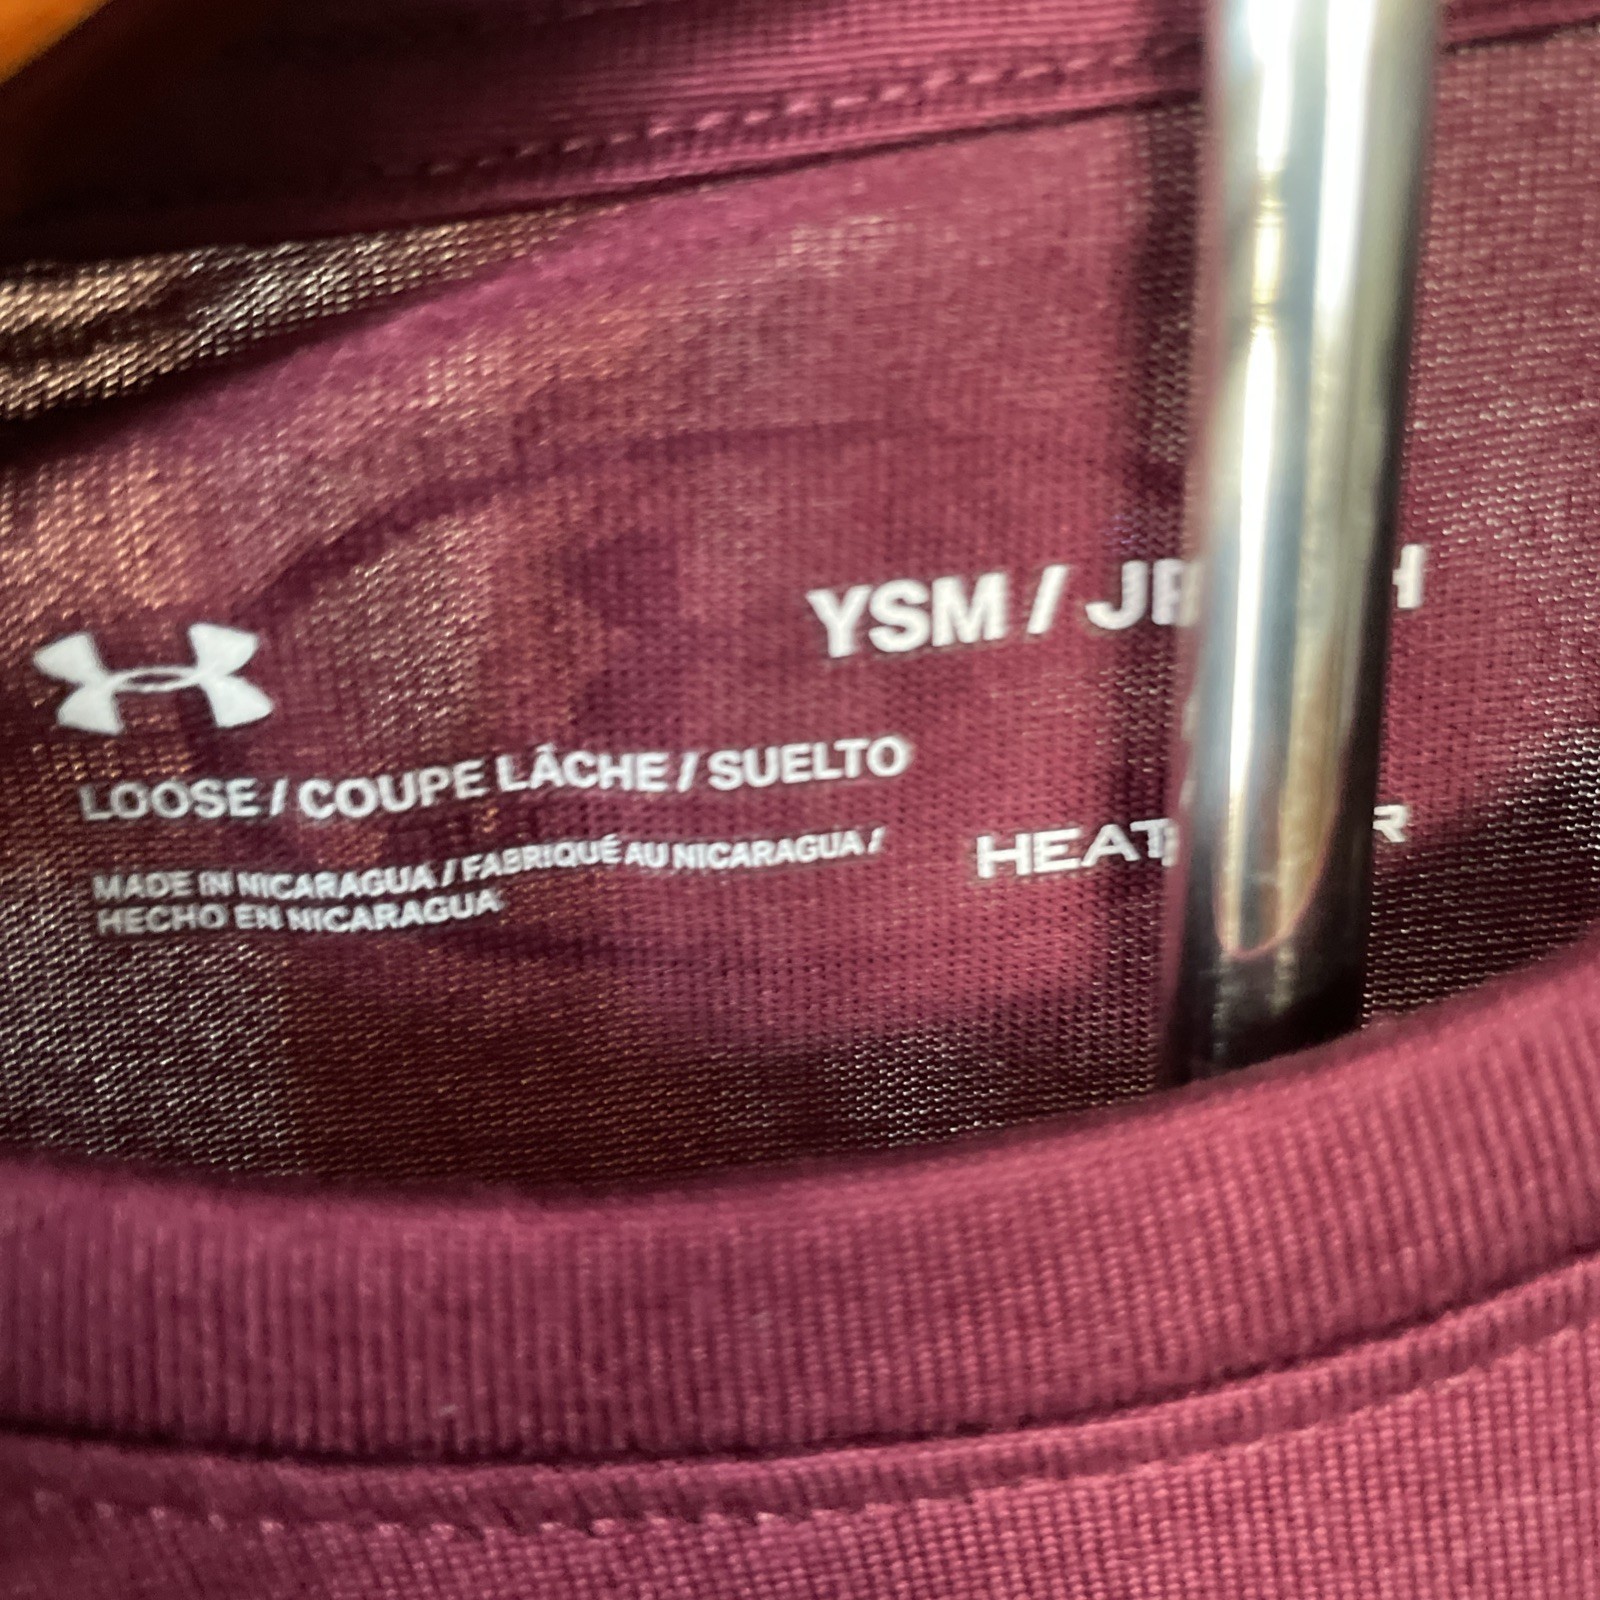 YSM /
LOOSE / COUPE LÂCHE / SUELTO
MADE IN NICARAGUA / FABRIQUÉ AU NICARAGUA /
HECHO EN NICARAGUA